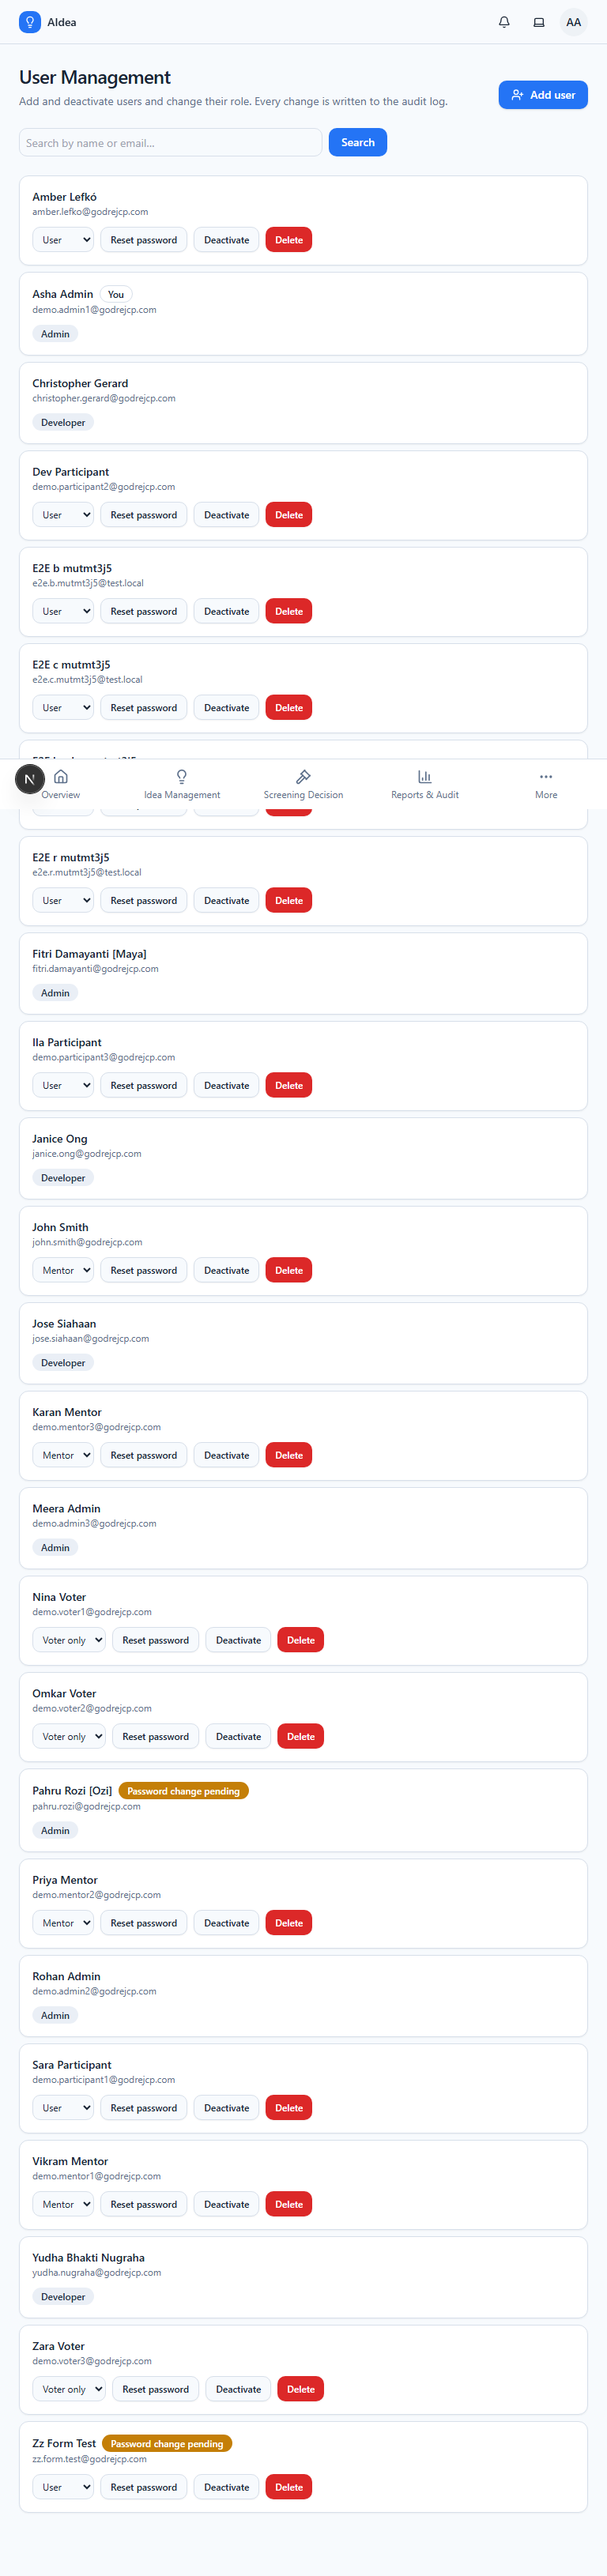 AIdea
AA
User Management
Add and deactivate users and change their role. Every change is written to the audit log.
Add user
Search by name or email...
Search
Amber Lefkó
amber.lefko@godrejcp.com
User Reset password Deactivate Delete
Asha Admin You
demo.admin1@godrejcp.com
Admin
Christopher Gerard
christopher.gerard@godrejcp.com
Developer
Dev Participant
demo.participant2@godrejcp.com
User Reset password Deactivate Delete
E2E b mutmt3j5
e2e.b.mutmt3j5@test.local
User Reset password Deactivate Delete
E2E c mutmt3j5
e2e.c.mutmt3j5@test.local
User Reset password Deactivate Delete
N
Overview Idea Management Screening Decision Reports & Audit More
E2E r mutmt3j5
e2e.r.mutmt3j5@test.local
User Reset password Deactivate Delete
Fitri Damayanti [Maya]
fitri.damayanti@godrejcp.com
Admin
Ila Participant
demo.participant3@godrejcp.com
User Reset password Deactivate Delete
Janice Ong
janice.ong@godrejcp.com
Developer
John Smith
john.smith@godrejcp.com
Mentor Reset password Deactivate Delete
Jose Siahaan
jose.siahaan@godrejcp.com
Developer
Karan Mentor
demo.mentor3@godrejcp.com
Mentor Reset password Deactivate Delete
Meera Admin
demo.admin3@godrejcp.com
Admin
Nina Voter
demo.voter1@godrejcp.com
Voter only Reset password Deactivate Delete
Omkar Voter
demo.voter2@godrejcp.com
Voter only Reset password Deactivate Delete
Pahru Rozi [Ozi] Password change pending
pahru.rozi@godrejcp.com
Admin
Priya Mentor
demo.mentor2@godrejcp.com
Mentor Reset password Deactivate Delete
Rohan Admin
demo.admin2@godrejcp.com
Admin
Sara Participant
demo.participant1@godrejcp.com
User Reset password Deactivate Delete
Vikram Mentor
demo.mentor1@godrejcp.com
Mentor Reset password Deactivate Delete
Yudha Bhakti Nugraha
yudha.nugraha@godrejcp.com
Developer
Zara Voter
demo.voter3@godrejcp.com
Voter only Reset password Deactivate Delete
Zz Form Test Password change pending
zz.form.test@godrejcp.com
User Reset password Deactivate Delete